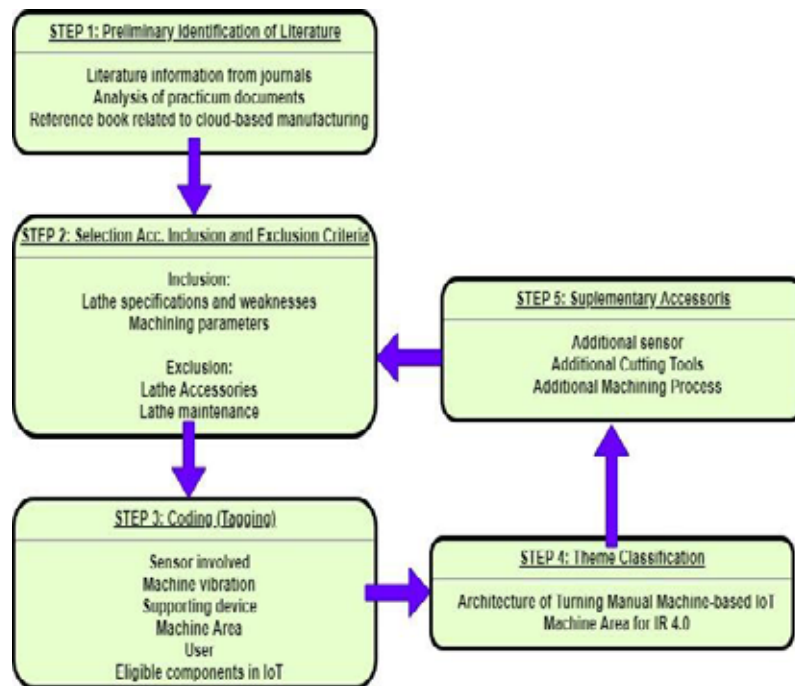 STEP 1: Preliminary Identification of Literature
Literature information from journals
Analysis of practicum documents
Reference book related to cloud-based manufacturing
STEP 2: Selection Acc. Inclusion and Exclusion Criteria
Inclusion:
Lathe specifications and weaknesses
Machining parameters
Exclusion:
Lathe Accessories
Lathe maintenance
STEP 3: Coding (Tagging)
Sensor involved
Machine vibration
Supporting device
Machine Area
User
Eligible components in IoT
STEP 4: Theme Classification
Architecture of Turning Manual Machine-based IoT
Machine Area for IR 4.0
STEP 5: Suplementary Accessoris
Additional sensor
Additional Cutting Tools
Additional Machining Process